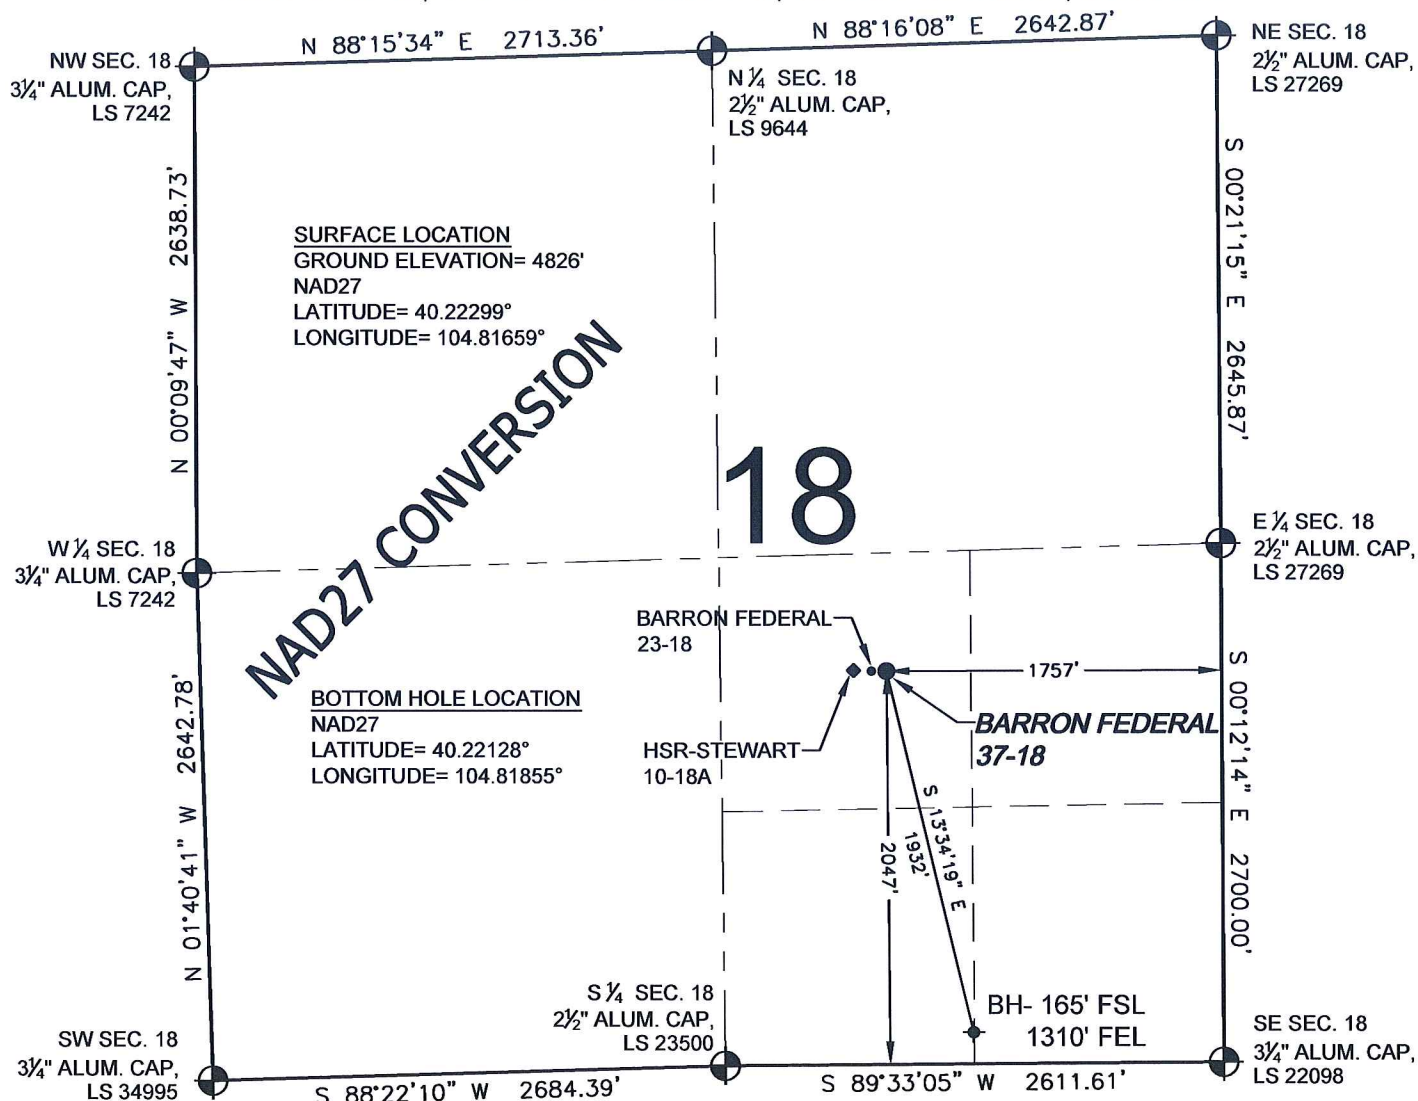 N 88°15'34" E 2713.36'
N 88°16'08" E 2642.87'
NW SEC. 18
3¼" ALUM. CAP,
LS 7242
N ¼ SEC. 18
2½" ALUM. CAP,
LS 9644
NE SEC. 18
2½" ALUM. CAP,
LS 27269
N 00°09'47" W 2638.73'
S 00°21'15" E 2645.87'
SURFACE LOCATION
GROUND ELEVATION= 4826'
NAD27
LATITUDE= 40.22299°
LONGITUDE= 104.81659°
NAD27 CONVERSION
18
W ¼ SEC. 18
3¼" ALUM. CAP,
LS 7242
E ¼ SEC. 18
2½" ALUM. CAP,
LS 27269
BARRON FEDERAL
23-18
1757'
BARRON FEDERAL
37-18
HSR-STEWART
10-18A
BOTTOM HOLE LOCATION
NAD27
LATITUDE= 40.22128°
LONGITUDE= 104.81855°
N 01°40'41" W 2642.78'
S 00°12'14" E 2700.00'
S 13°34'19" E
1932'
2047'
BH- 165' FSL
1310' FEL
SW SEC. 18
3¼" ALUM. CAP,
LS 34995
S ¼ SEC. 18
2½" ALUM. CAP,
LS 23500
SE SEC. 18
3¼" ALUM. CAP,
LS 22098
S 88°22'10" W 2684.39'
S 89°33'05" W 2611.61'